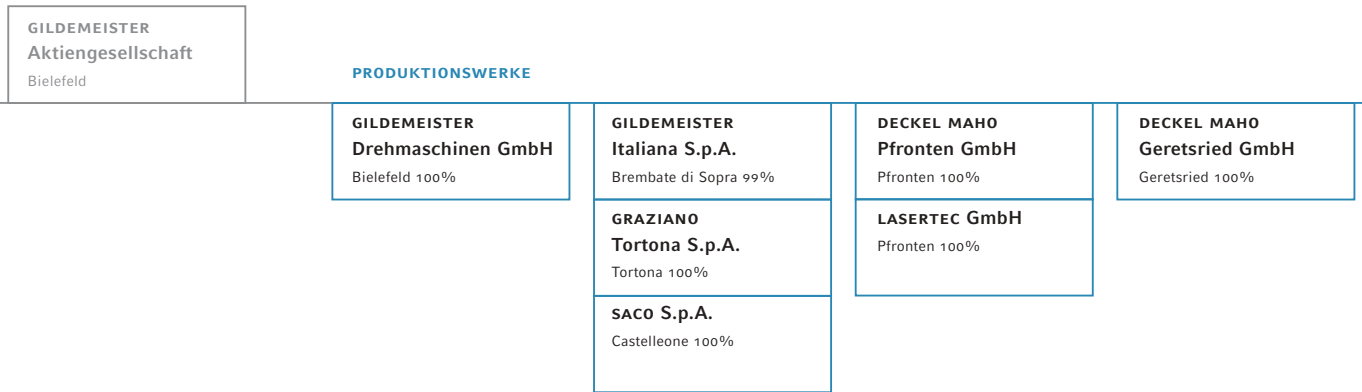 GILDEMEISTER
Aktiengesellschaft
Bielefeld
PRODUKTIONSWERKE
GILDEMEISTER
Drehmaschinen GmbH
Bielefeld 100%
GILDEMEISTER
Italiana S.p.A.
Brembate di Sopra 99%
GRAZIANO
Tortona S.p.A.
Tortona 100%
SACO S.p.A.
Castelleone 100%
DECKEL MAHO
Pfronten GmbH
Pfronten 100%
LASERTEC GmbH
Pfronten 100%
DECKEL MAHO
Geretsried GmbH
Geretsried 100%